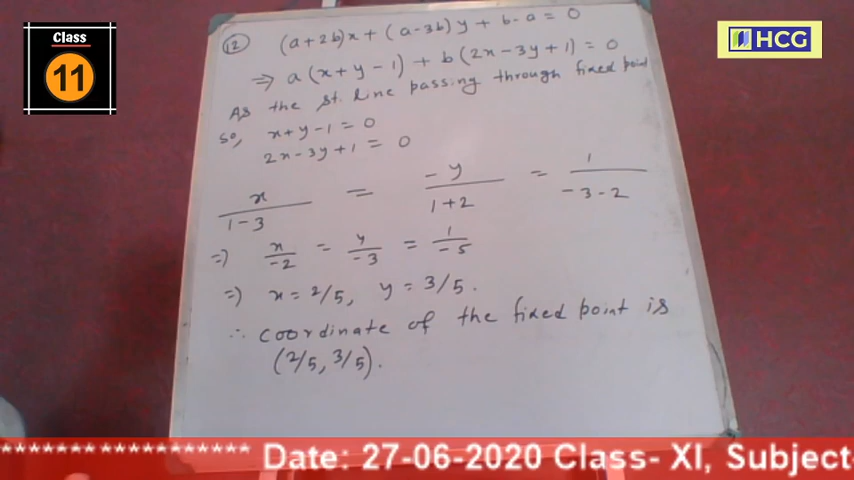 Class
11
HCG
(12) (a+2b)x + (a-3b)y + b-a = 0
=> a(x+y-1) + b(2x-3y+1) = 0
As the st. line passing through fixed point
so, x+y-1 = 0
2x-3y+1 = 0
x/(1-3) = -y/(1+2) = 1/(-3-2)
=) x/-2 = y/-3 = 1/-5
=) x = 2/5, y = 3/5.
∴ coordinate of the fixed point is
(2/5, 3/5).
******************* Date: 27-06-2020 Class- XI, Subject-